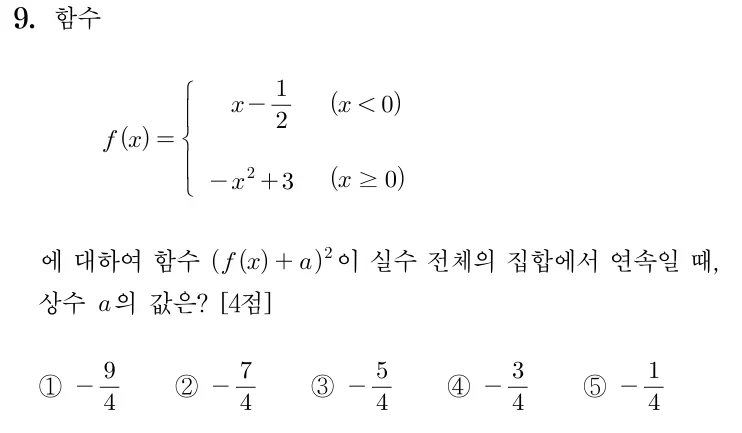 9. 함수
f(x) = { x - 1/2 (x < 0)
-x² + 3 (x ≥ 0)
에 대하여 함수 (f(x) + a)²이 실수 전체의 집합에서 연속일 때,
상수 a의 값은? [4점]
① -9/4 ② -7/4 ③ -5/4 ④ -3/4 ⑤ -1/4